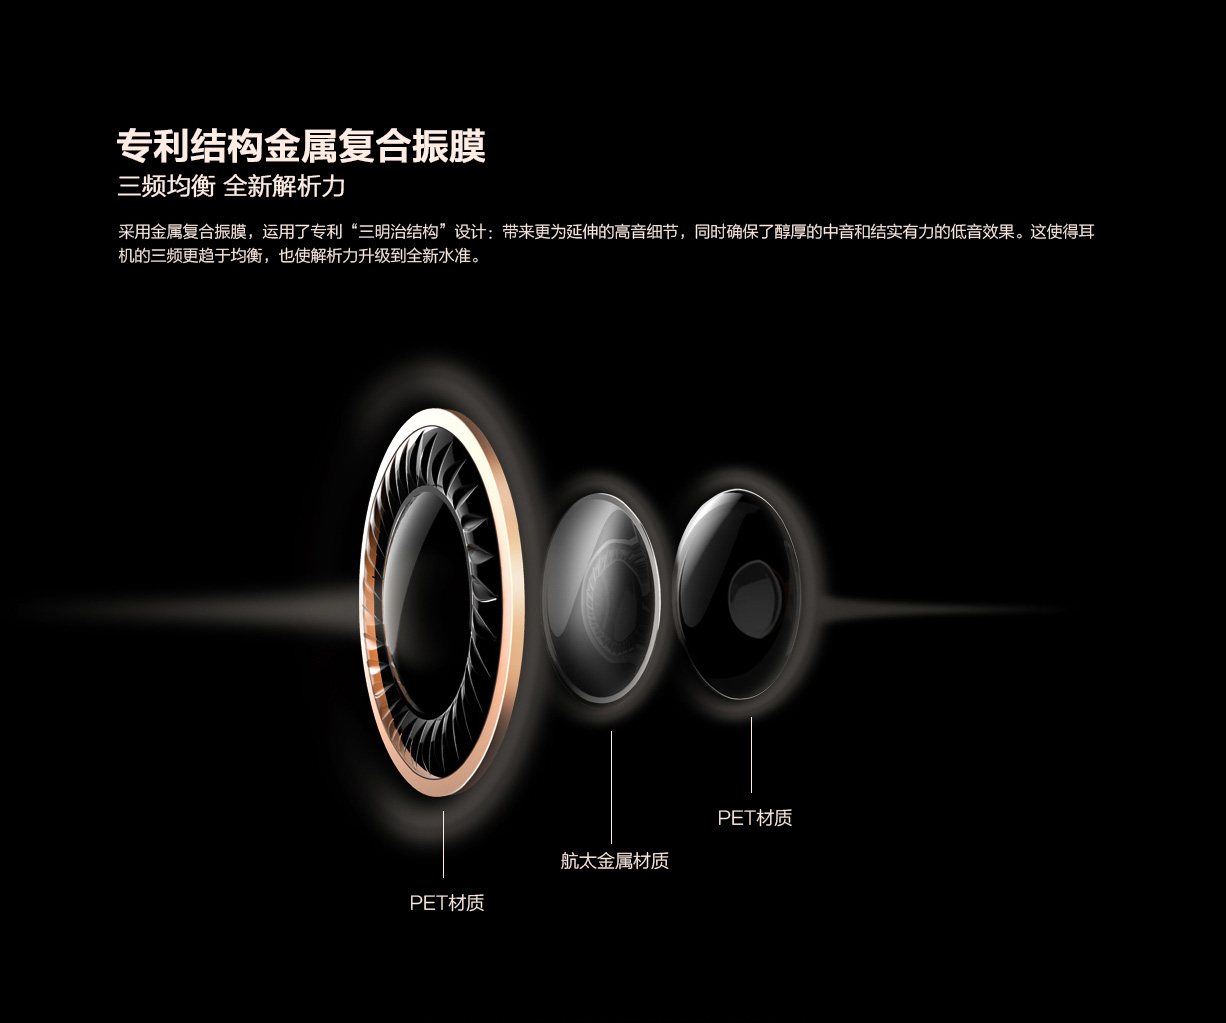 专利结构金属复合振膜
三频均衡 全新解析力
采用金属复合振膜，运用了专利“三明治结构”设计：带来更为延伸的高音细节，同时确保了醇厚的中音和结实有力的低音效果。这使得耳
机的三频更趋于均衡，也使解析力升级到全新水准。
PET材质
航太金属材质
PET材质